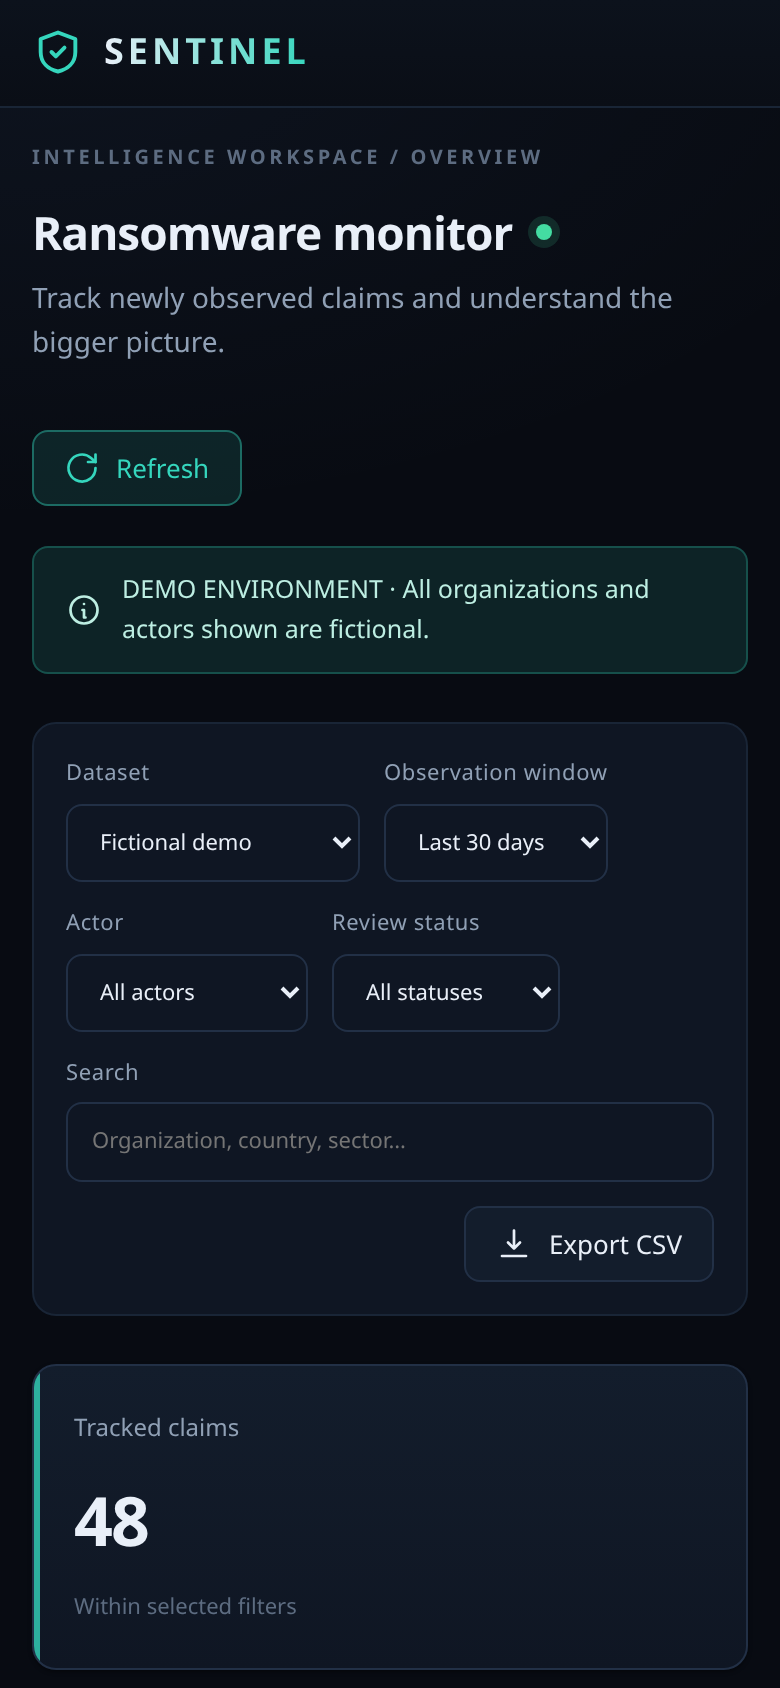 SENTINEL
INTELLIGENCE WORKSPACE / OVERVIEW
Ransomware monitor
Track newly observed claims and understand the
bigger picture.
Refresh
DEMO ENVIRONMENT · All organizations and
actors shown are fictional.
Dataset
Observation window
Fictional demo
Last 30 days
Actor
Review status
All actors
All statuses
Search
Organization, country, sector...
Export CSV
Tracked claims
48
Within selected filters